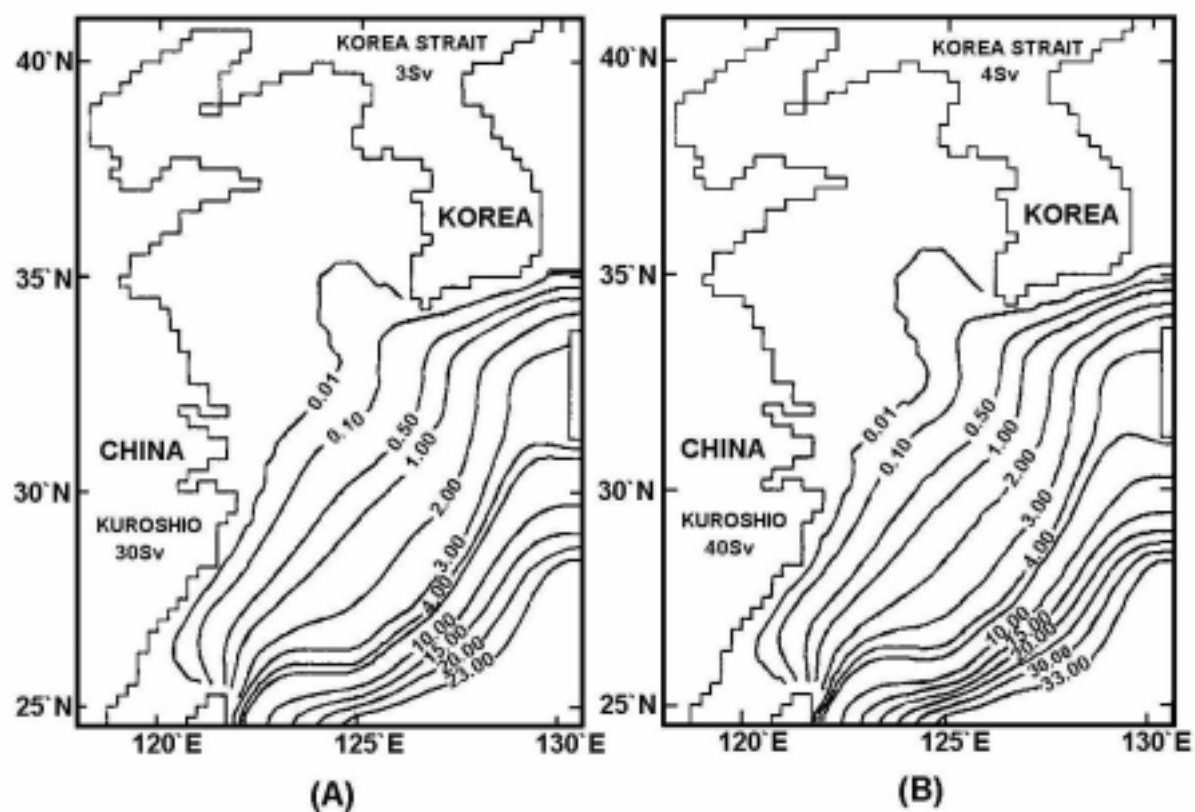 KOREA STRAIT
3Sv
40°N
KOREA
35°N
0.01
0.10
0.50
1.00
CHINA
2.00
30°N
KUROSHIO
30Sv
3.00
4.00
10.00
15.00
20.00
23.00
25°N
120°E
125°E
130°E
(A)
KOREA STRAIT
4Sv
40°N
KOREA
35°N
0.01
0.10
0.50
1.00
CHINA
2.00
30°N
KUROSHIO
40Sv
3.00
4.00
10.00
15.00
20.00
30.00
33.00
25°N
120°E
125°E
130°E
(B)